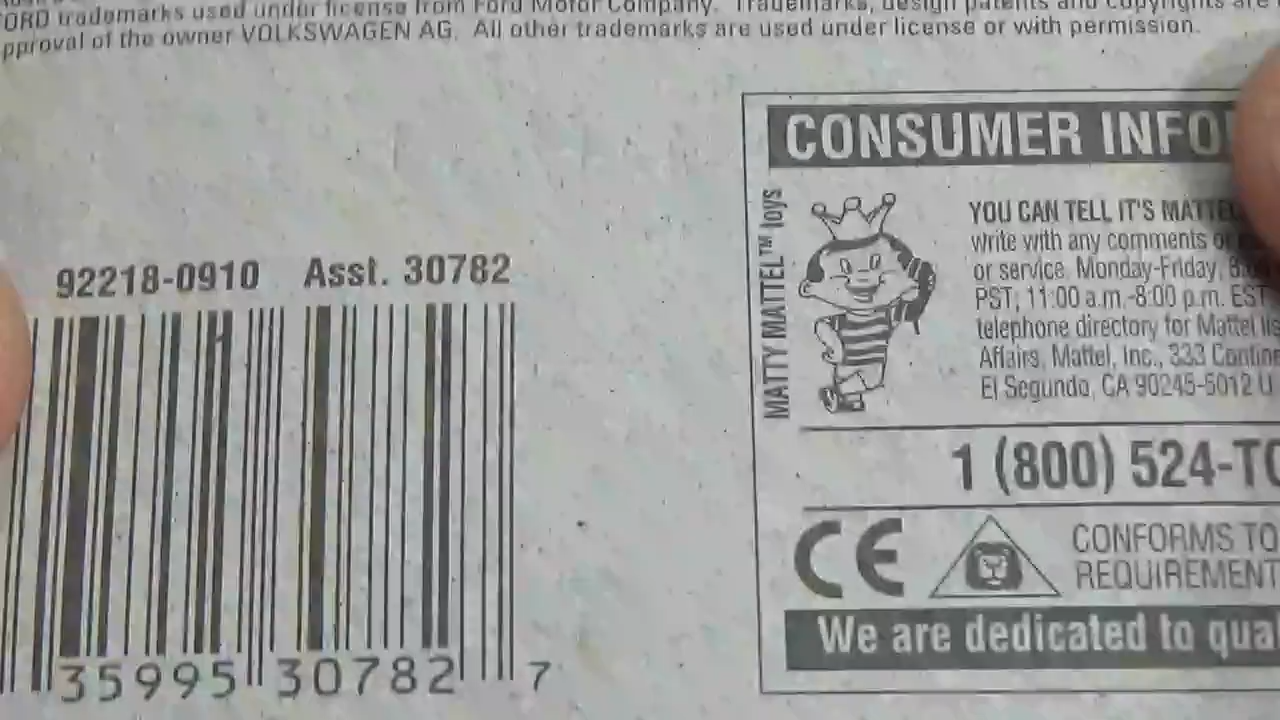 ORD trademarks used under license from Ford Motor Company. Trademarks, design patents and copyrights are
pproval of the owner VOLKSWAGEN AG. All other trademarks are used under license or with permission.
92218-0910 Asst. 30782
35995 30782 7
CONSUMER INFO
MATTY MATTEL™ toys
YOU CAN TELL IT'S MATTEL
write with any comments or
or service. Monday-Friday,
PST; 11:00 a.m.-8:00 p.m. EST
telephone directory for Mattel
Affairs, Mattel, Inc., 333
El Segundo, CA 90245-5012 U
1 (800) 524-TO
CE
CONFORMS TO
REQUIREMENT
We are dedicated to qua